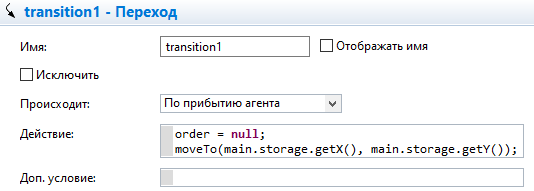 transition1 - Переход
Имя: transition1 Отображать имя
Исключить
Происходит: По прибытию агента
Действие: order = null;
moveTo(main.storage.getX(), main.storage.getY());
Доп. условие: